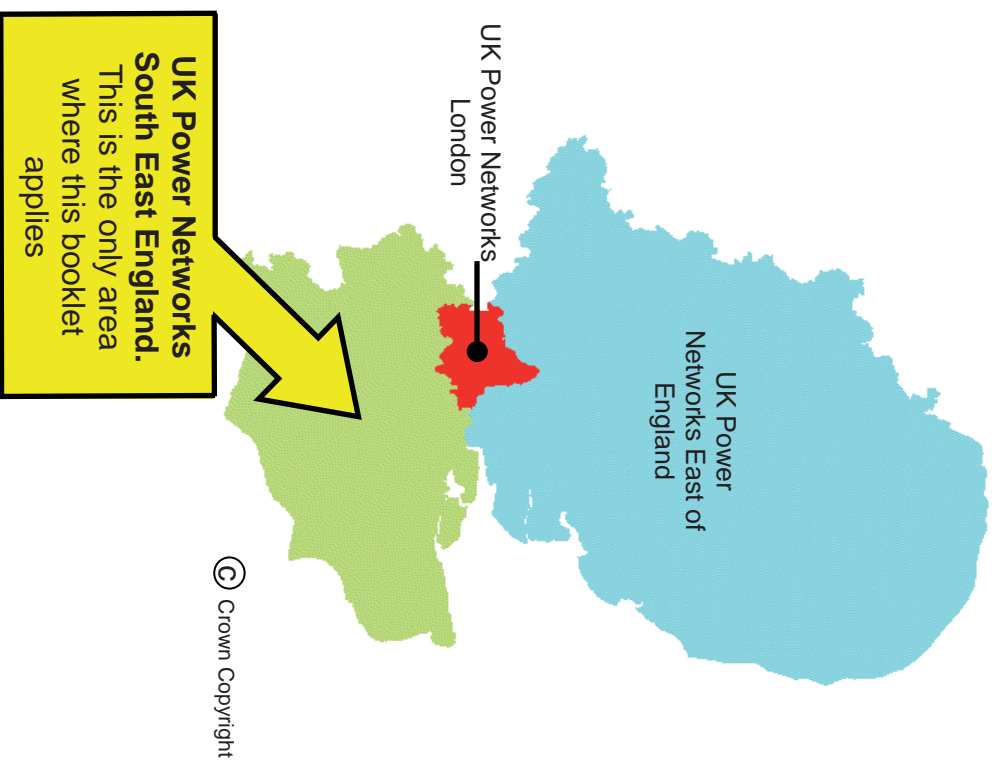 UK Power
Networks East of
England
UK Power Networks
London
UK Power Networks
South East England.
This is the only area
where this booklet
applies
© Crown Copyright